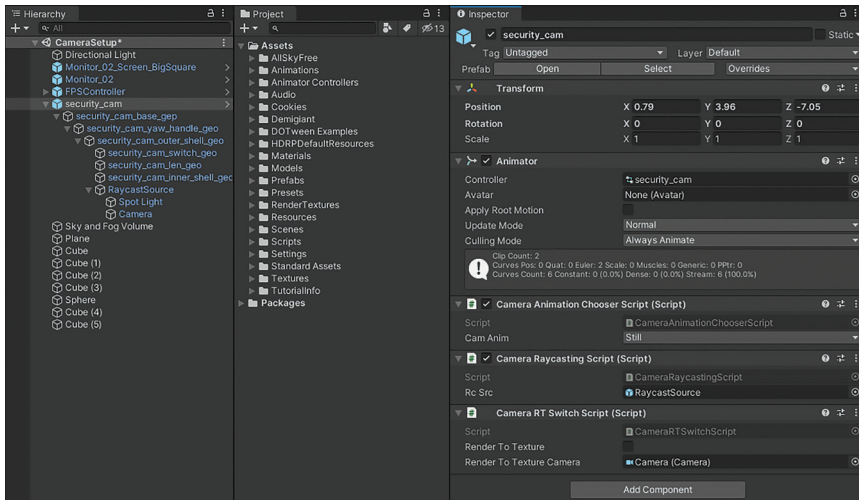 Hierarchy
All
CameraSetup*
Directional Light
Monitor_02_Screen_BigSquare
Monitor_02
FPSController
security_cam
security_cam_base_gep
security_cam_yaw_handle_geo
security_cam_outer_shell_geo
security_cam_switch_geo
security_cam_len_geo
security_cam_inner_shell_geo
RaycastSource
Spot Light
Camera
Sky and Fog Volume
Plane
Cube
Cube (1)
Cube (2)
Cube (3)
Sphere
Cube (4)
Cube (5)
Project
13
Assets
AllSkyFree
Animations
Animator Controllers
Audio
Cookies
Demigiant
DOTween Examples
HDRPDefaultResources
Materials
Models
Prefabs
Presets
RenderTextures
Resources
Scenes
Scripts
Settings
Standard Assets
Textures
TutorialInfo
Packages
Inspector
security_cam Static
Tag Untagged Layer Default
Prefab Open Select Overrides
Transform
Position X 0.79 Y 3.96 Z -7.05
Rotation X 0 Y 0 Z 0
Scale X 1 Y 1 Z 1
Animator
Controller security_cam
Avatar None (Avatar)
Apply Root Motion
Update Mode Normal
Culling Mode Always Animate
Clip Count: 2
Curves Pos: 0 Quat: 0 Euler: 2 Scale: 0 Muscles: 0 Generic: 0 PPtr: 0
Curves Count: 6 Constant: 0 (0.0%) Dense: 0 (0.0%) Stream: 6 (100.0%)
Camera Animation Chooser Script (Script)
Script CameraAnimationChooserScript
Cam Anim Still
Camera Raycasting Script (Script)
Script CameraRaycastingScript
Rc Src RaycastSource
Camera RT Switch Script (Script)
Script CameraRTSwitchScript
Render To Texture
Render To Texture Camera Camera (Camera)
Add Component